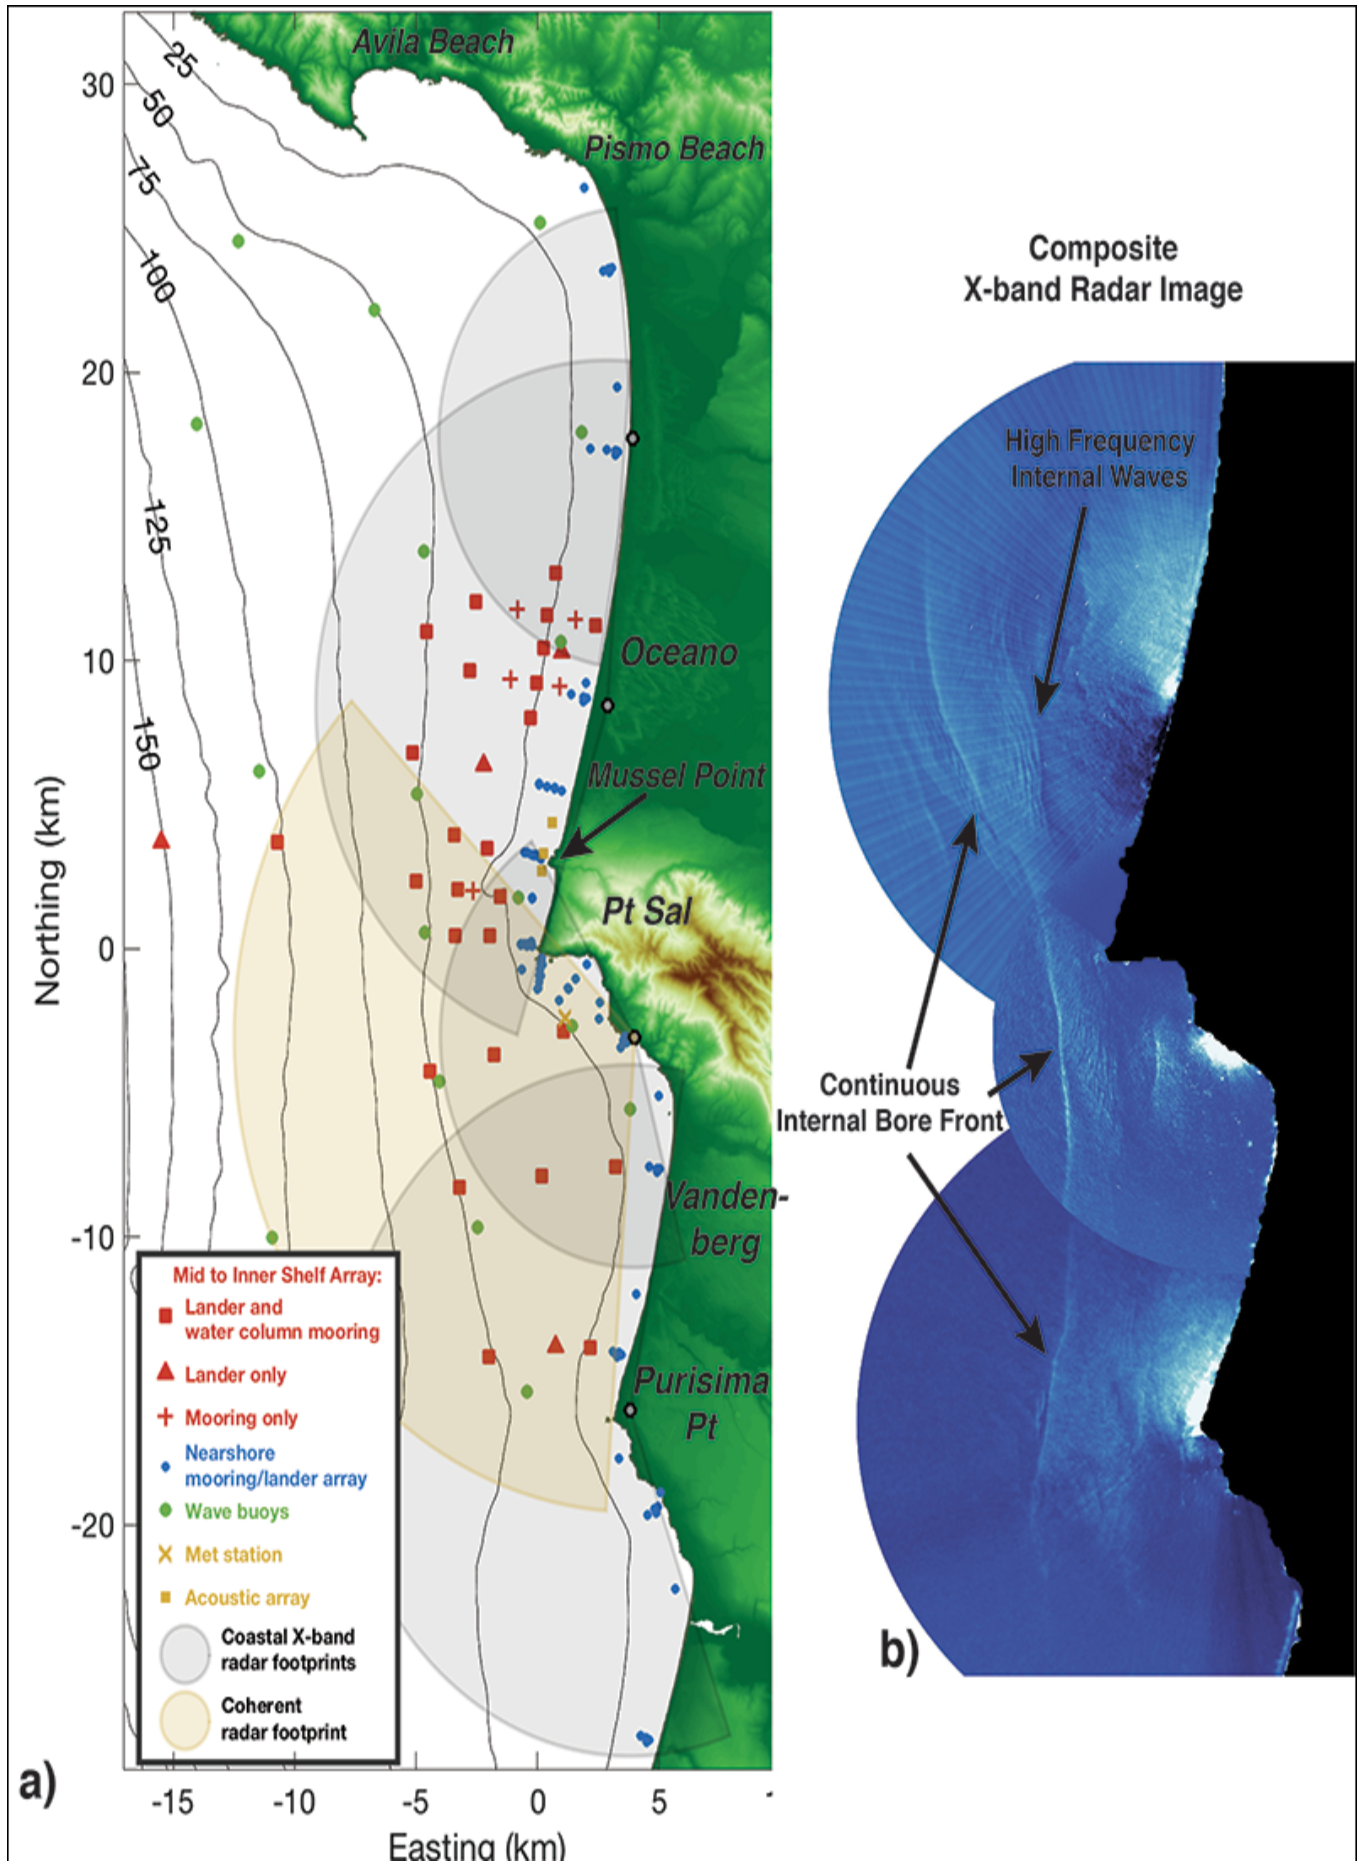 Avila Beach
Pismo Beach
25
50
75
100
125
150
30
20
10
0
-10
-20
Northing (km)
Oceano
Mussel Point
Pt Sal
Vanden-
berg
Purisima
Pt
Mid to Inner Shelf Array:
Lander and
water column mooring
Lander only
Mooring only
Nearshore
mooring/lander array
Wave buoys
Met station
Acoustic array
Coastal X-band
radar footprints
Coherent
radar footprint
a)
-15
-10
-5
0
5
Easting (km)
Composite
X-band Radar Image
High Frequency
Internal Waves
Continuous
Internal Bore Front
b)